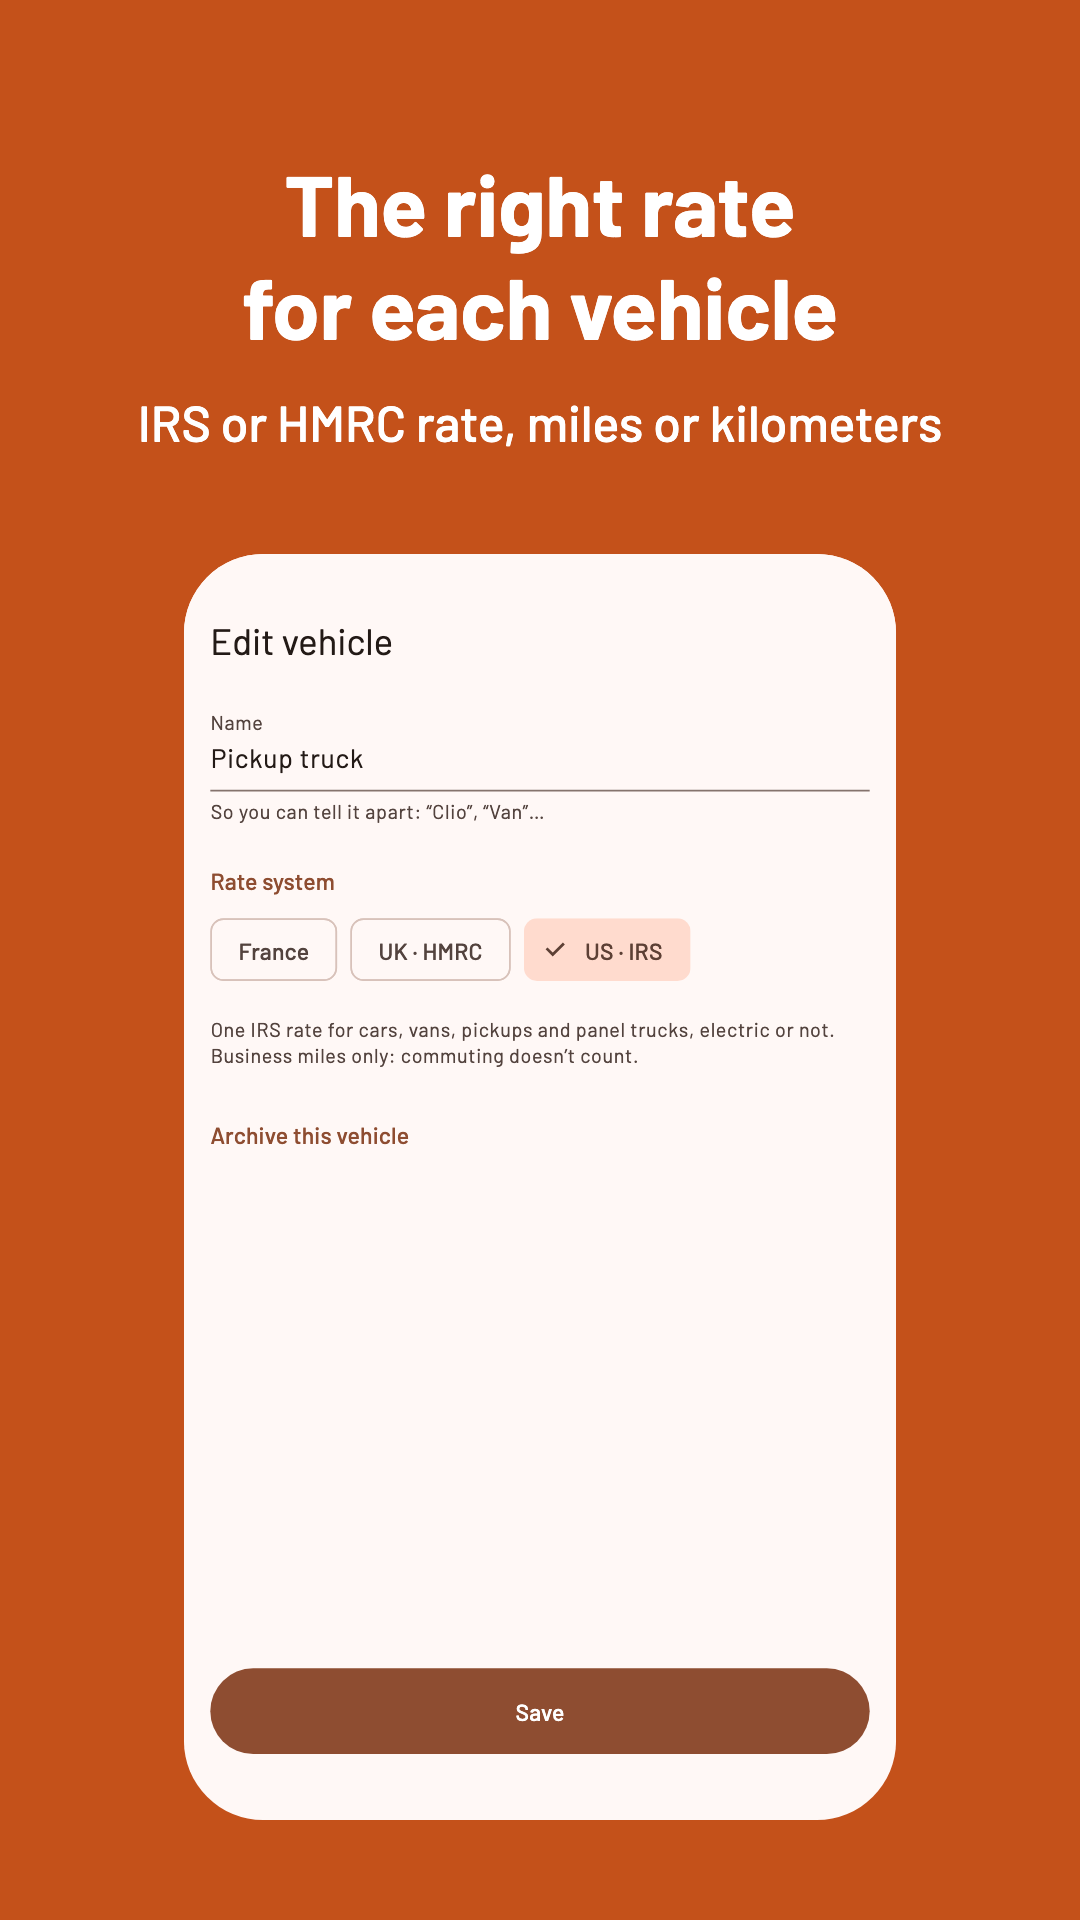 The right rate
for each vehicle
IRS or HMRC rate, miles or kilometers
Edit vehicle
Name
Pickup truck
So you can tell it apart: “Clio”, “Van”…
Rate system
France
UK · HMRC
US · IRS
One IRS rate for cars, vans, pickups and panel trucks, electric or not.
Business miles only: commuting doesn’t count.
Archive this vehicle
Save